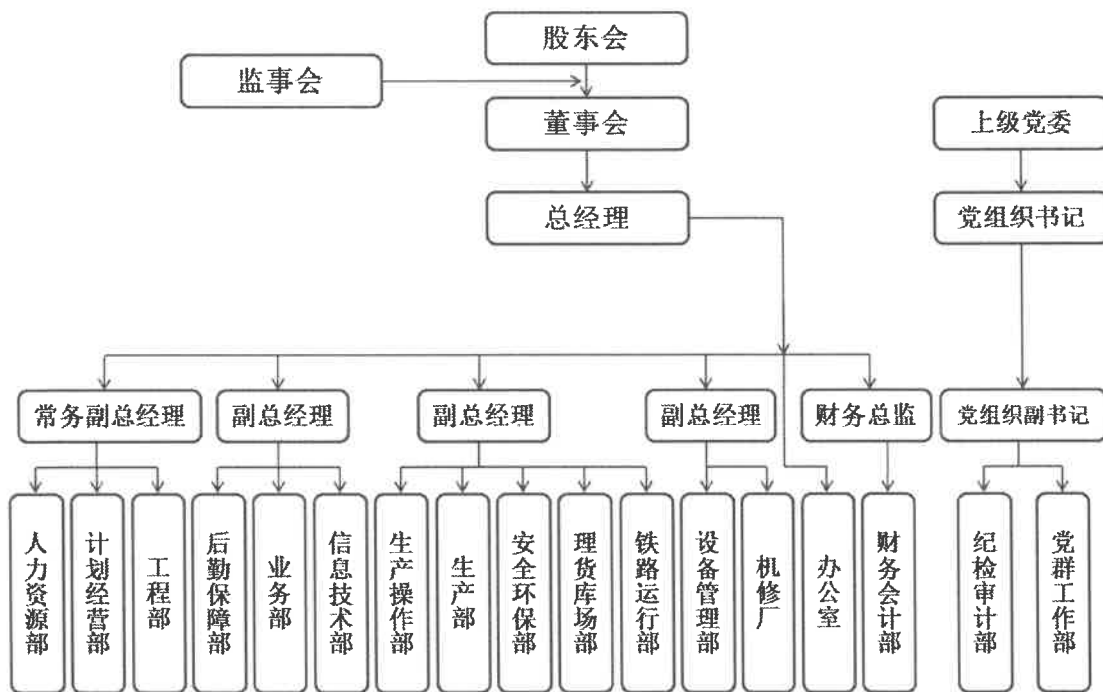 股东会
监事会
董事会
上级党委
总经理
党组织书记
常务副总经理
副总经理
副总经理
副总经理
财务总监
党组织副书记
人力资源部
计划经营部
工程部
后勤保障部
业务部
信息技术部
生产操作部
生产部
安全环保部
理货库场部
铁路运行部
设备管理部
机修厂
办公室
财务会计部
纪检审计部
党群工作部